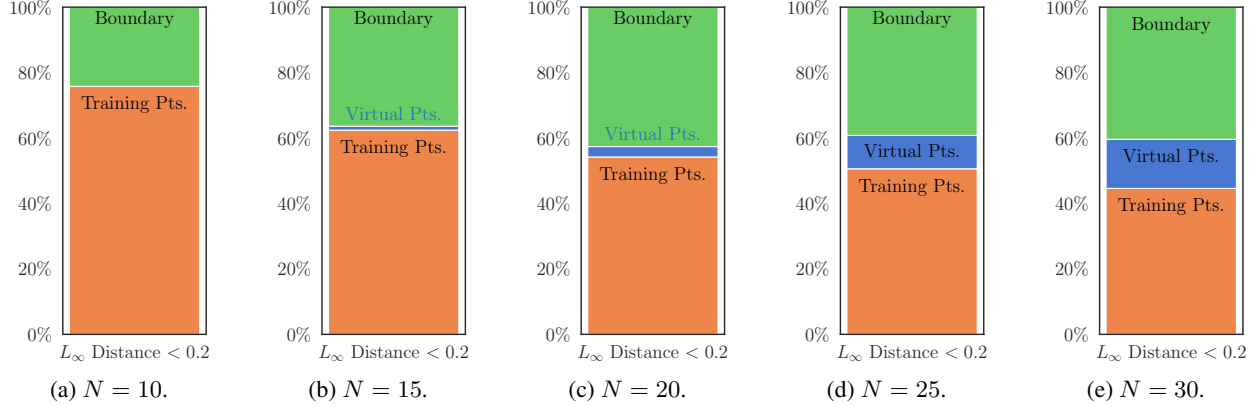 100%
80%
60%
40%
20%
0%
Boundary
Training Pts.
L∞ Distance < 0.2
(a) N = 10.
100%
80%
60%
40%
20%
0%
Boundary
Virtual Pts.
Training Pts.
L∞ Distance < 0.2
(b) N = 15.
100%
80%
60%
40%
20%
0%
Boundary
Virtual Pts.
Training Pts.
L∞ Distance < 0.2
(c) N = 20.
100%
80%
60%
40%
20%
0%
Boundary
Virtual Pts.
Training Pts.
L∞ Distance < 0.2
(d) N = 25.
100%
80%
60%
40%
20%
0%
Boundary
Virtual Pts.
Training Pts.
L∞ Distance < 0.2
(e) N = 30.